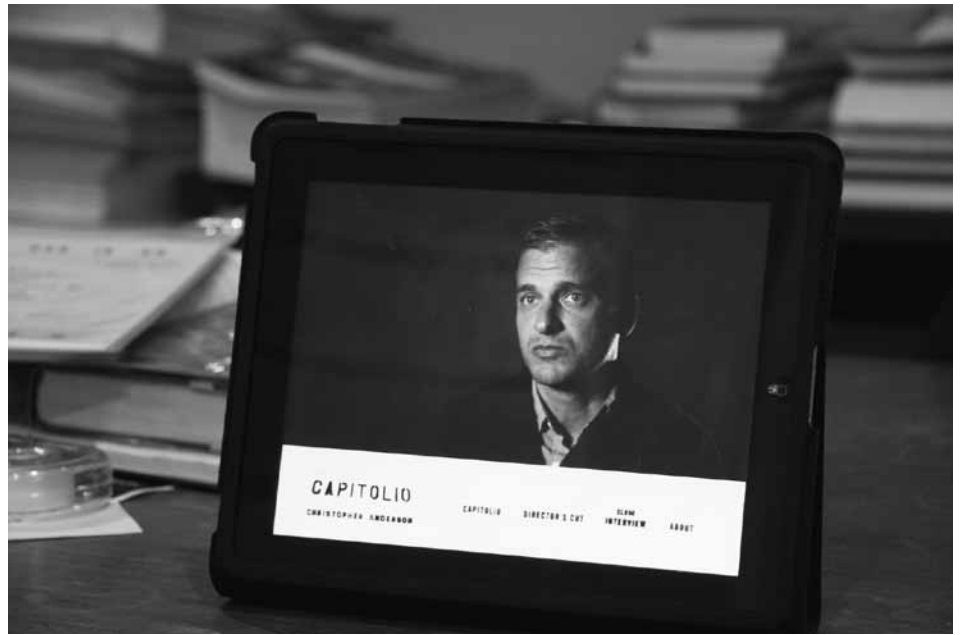 CAPITOLIO
CHRISTOPHER ANDERSON
CAPITOLIO
DIRECTOR'S CUT
CLOSE
INTERVIEW
ABOUT